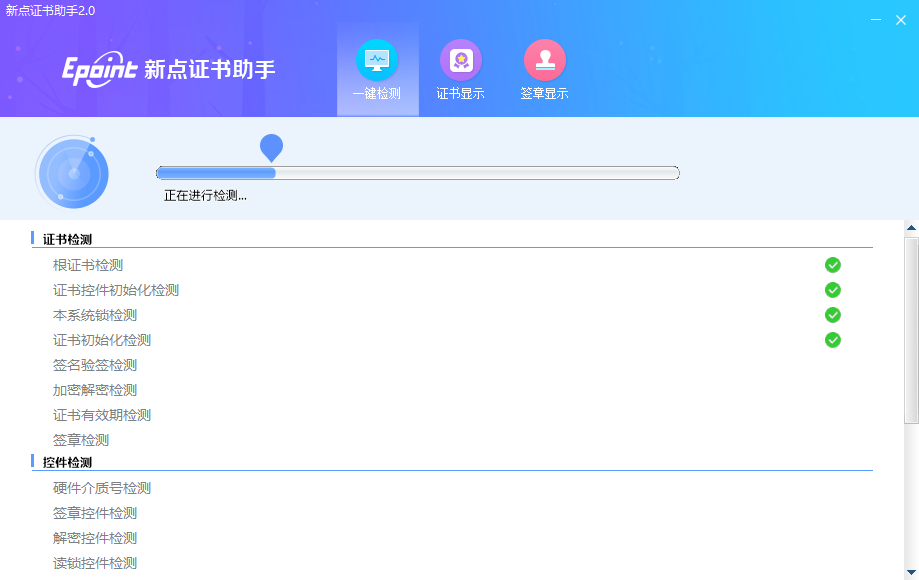 新点证书助手2.0
Epoint 新点证书助手
一键检测
证书显示
签章显示
正在进行检测...
证书检测
根证书检测
证书控件初始化检测
本系统锁检测
证书初始化检测
签名验签检测
加密解密检测
证书有效期检测
签章检测
控件检测
硬件介质号检测
签章控件检测
解密控件检测
读锁控件检测